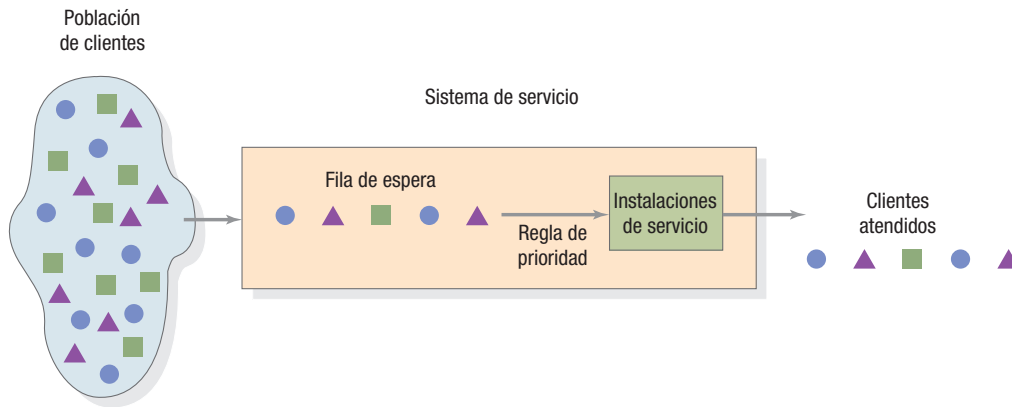 Población
de clientes
Sistema de servicio
Fila de espera
Regla de
prioridad
Instalaciones
de servicio
Clientes
atendidos